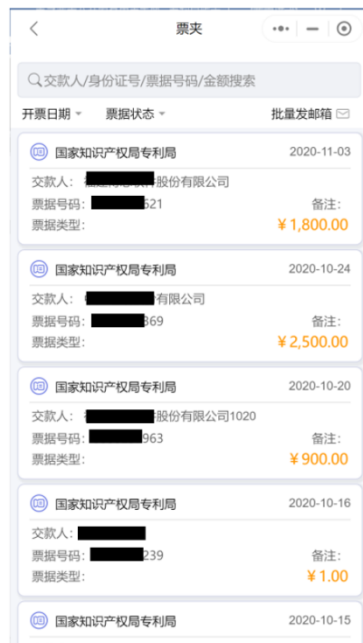 票夹
交款人/身份证号/票据号码/金额搜索
开票日期 票据状态 批量发邮箱
国家知识产权局专利局 2020-11-03
交款人: 股份有限公司
票据号码: 621 备注:
票据类型: ¥1,800.00
国家知识产权局专利局 2020-10-24
交款人: 有限公司
票据号码: 369 备注:
票据类型: ¥2,500.00
国家知识产权局专利局 2020-10-20
交款人: 股份有限公司1020
票据号码: 963 备注:
票据类型: ¥900.00
国家知识产权局专利局 2020-10-16
交款人:
票据号码: 239 备注:
票据类型: ¥1.00
国家知识产权局专利局 2020-10-15